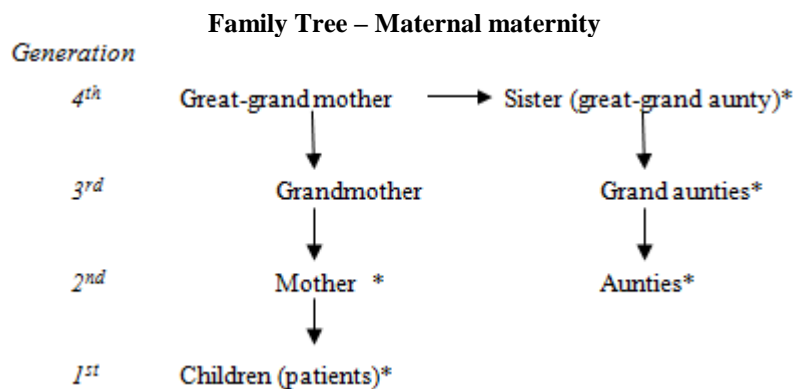 Family Tree – Maternal maternity
Generation
4th Great-grand mother Sister (great-grand aunty)*
3rd Grandmother Grand aunties*
2nd Mother * Aunties*
1st Children (patients)*